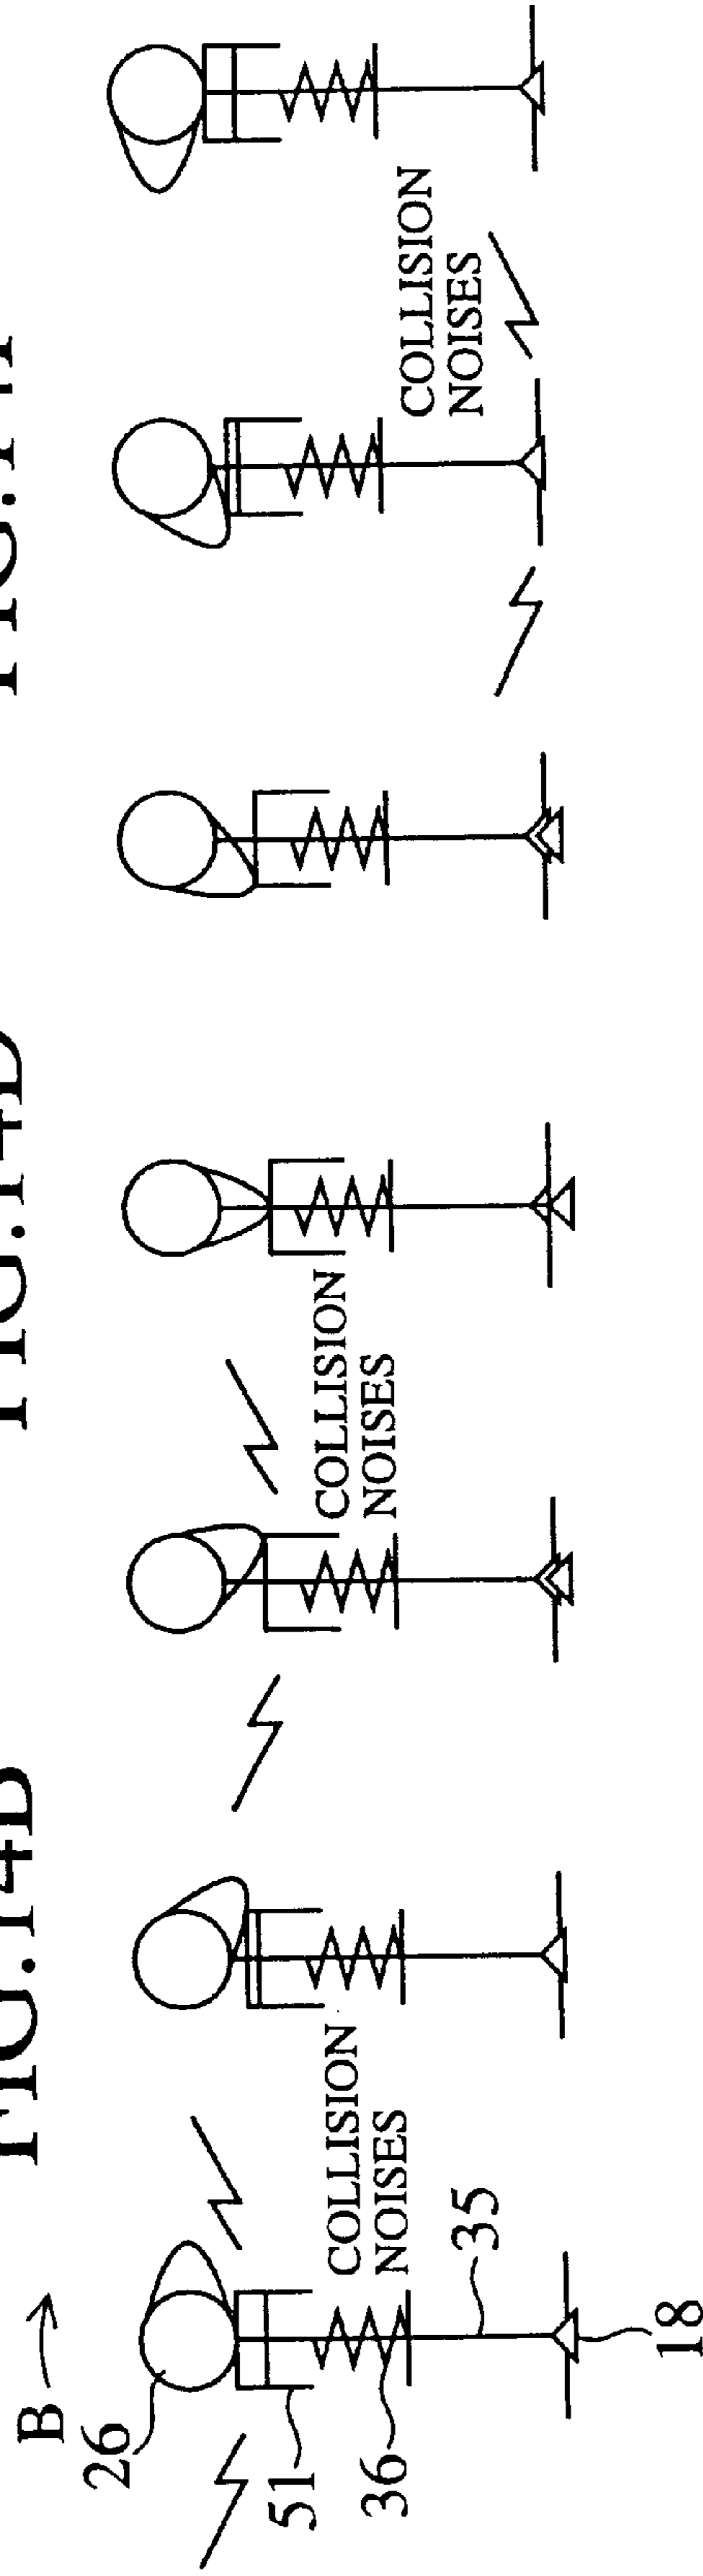 FIG.14B
FIG.14D
B
26
51
36
35
18
COLLISION
NOISES
COLLISION
NOISES
COLLISION
NOISES